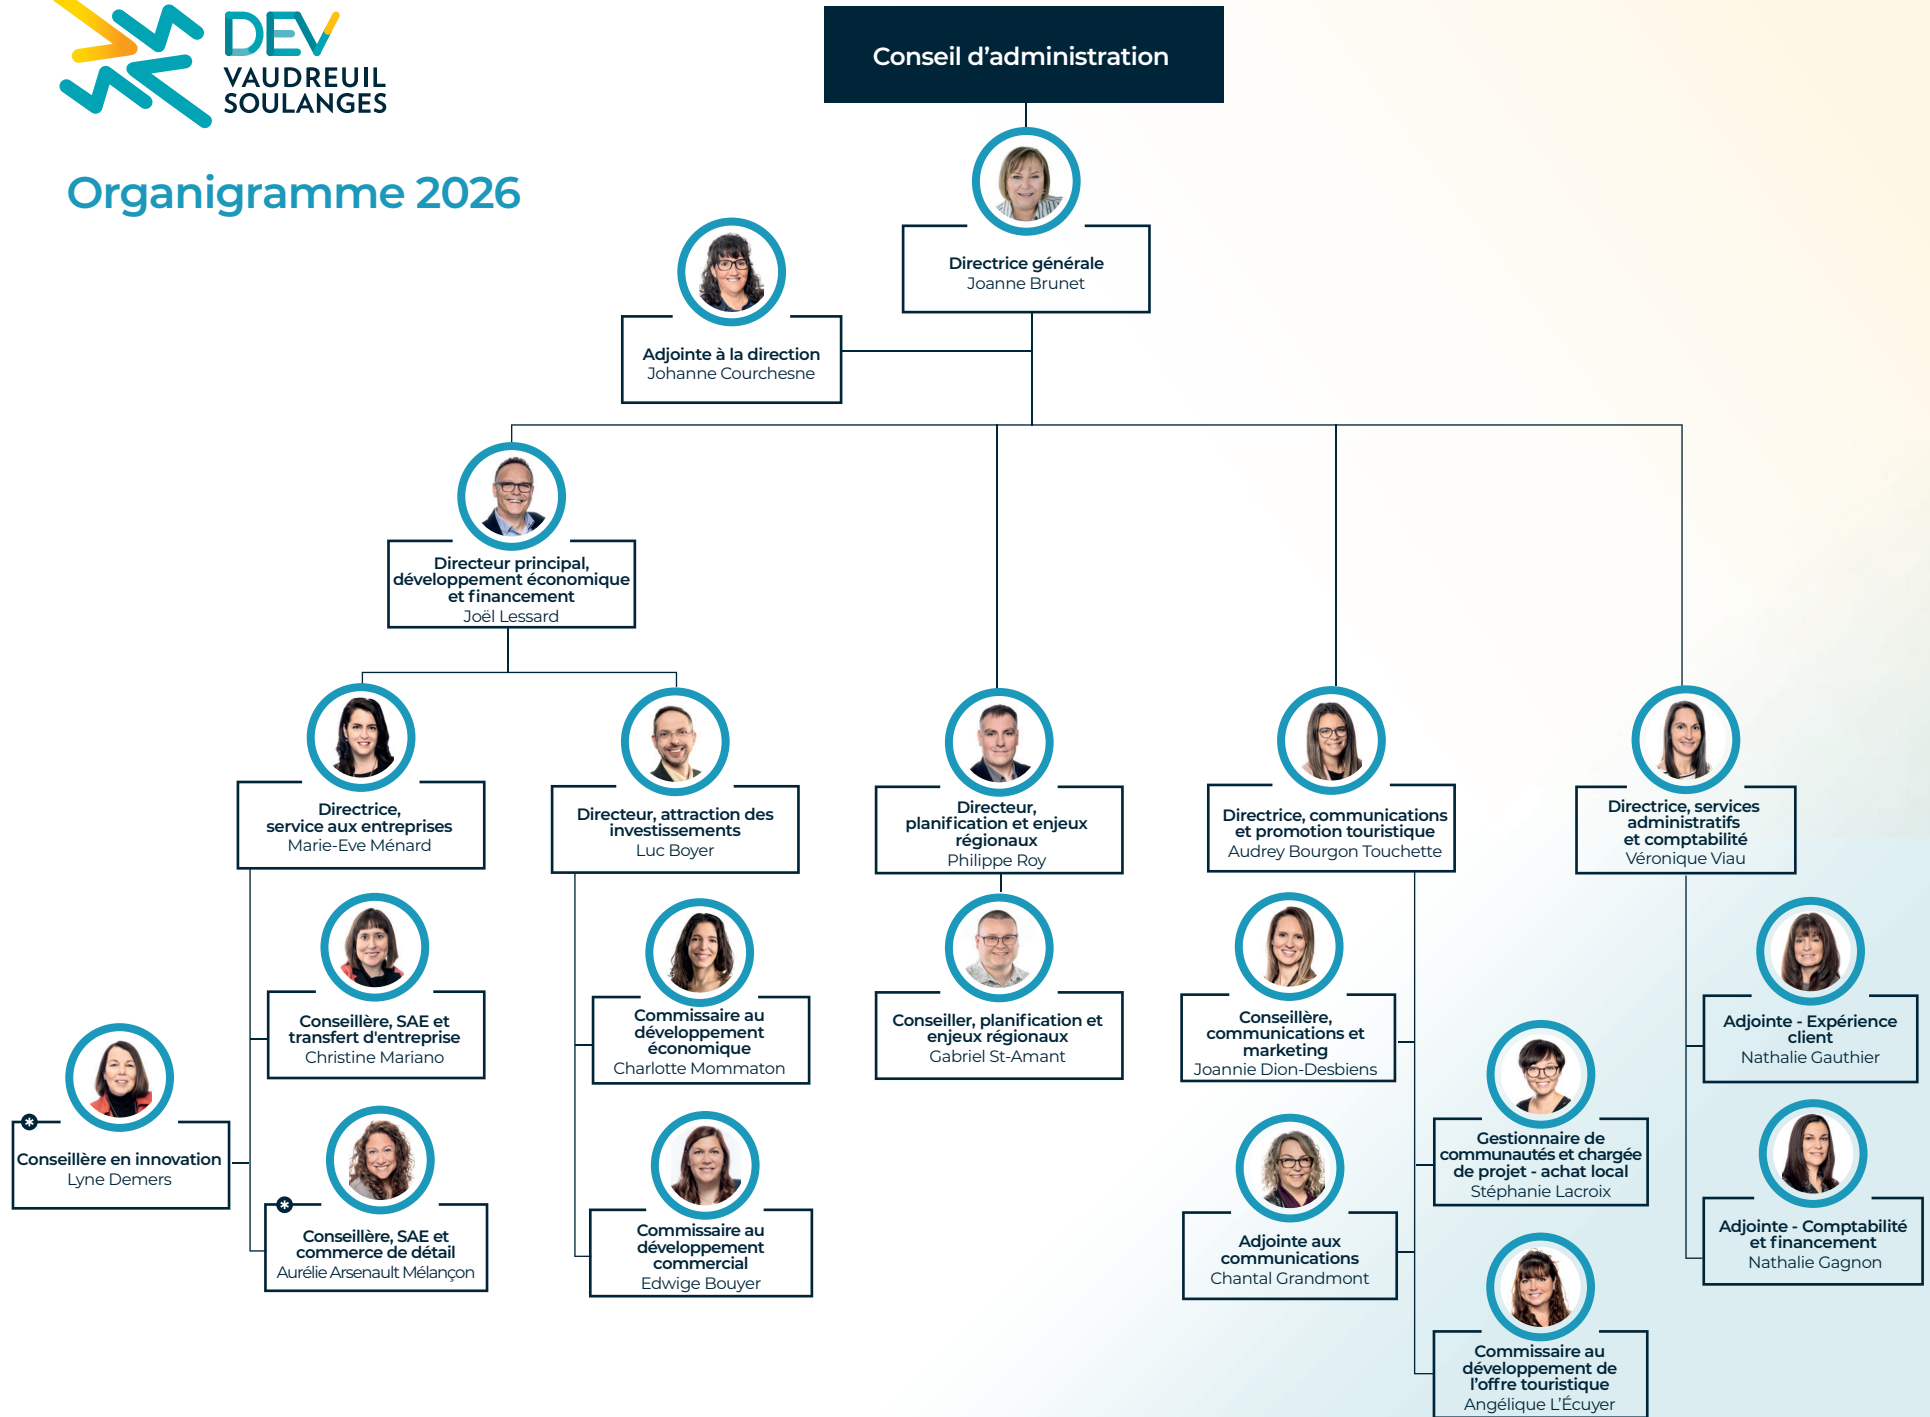 DEV
VAUDREUIL
SOULANGES
Conseil d'administration
Organigramme 2026
Directrice générale
Joanne Brunet
Adjointe à la direction
Johanne Courchesne
Directeur principal,
développement économique
et financement
Joël Lessard
Directrice,
service aux entreprises
Marie-Eve Ménard
Directeur, attraction des
investissements
Luc Boyer
Directeur,
planification et enjeux
régionaux
Philippe Roy
Directrice, communications
et promotion touristique
Audrey Bourgon Touchette
Directrice, services
administratifs
et comptabilité
Véronique Viau
Conseillère, SAE et
transfert d'entreprise
Christine Mariano
Commissaire au
développement
économique
Charlotte Mommaton
Conseiller, planification et
enjeux régionaux
Gabriel St-Amant
Conseillère,
communications et
marketing
Joannie Dion-Desbiens
Adjointe - Expérience
client
Nathalie Gauthier
Conseillère en innovation
Lyne Demers
Conseillère, SAE et
commerce de détail
Aurélie Arsenault Mélançon
Commissaire au
développement
commercial
Edwige Bouyer
Adjointe aux
communications
Chantal Grandmont
Gestionnaire de
communautés et chargée
de projet - achat local
Stéphanie Lacroix
Adjointe - Comptabilité
et financement
Nathalie Gagnon
Commissaire au
développement de
l'offre touristique
Angélique L'Écuyer